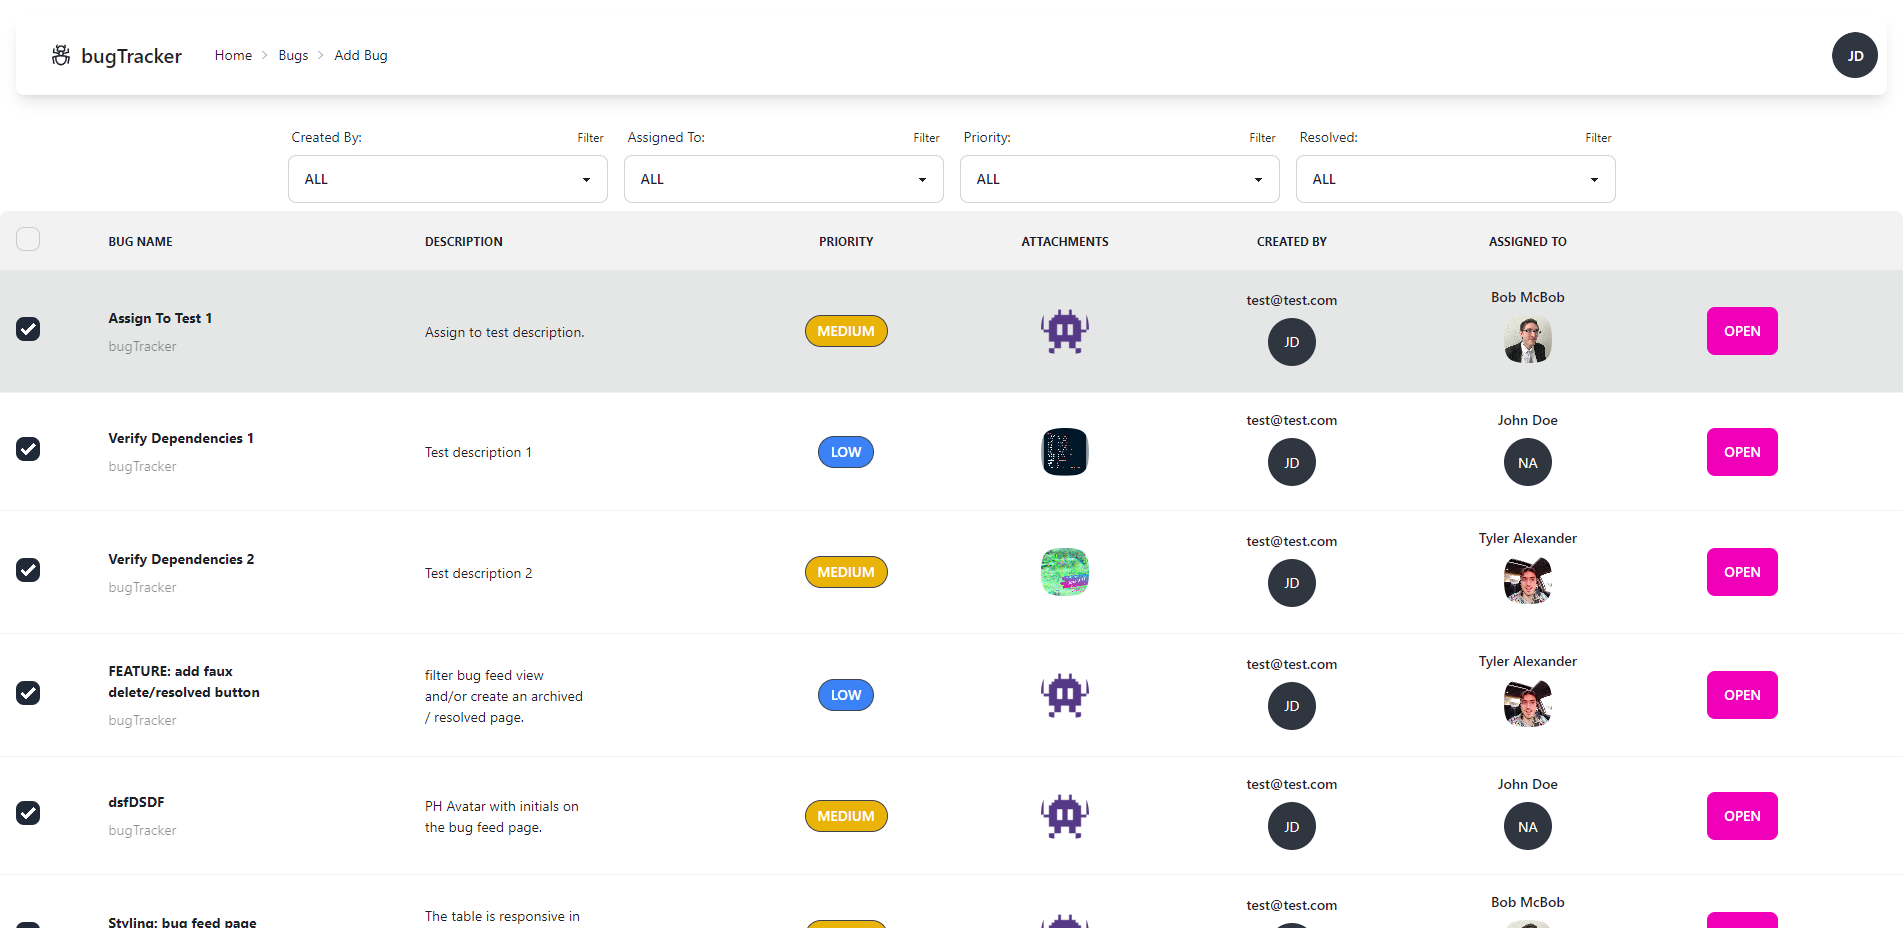 bugTracker
Home
Bugs
Add Bug
JD
Created By:
Filter
Assigned To:
Filter
Priority:
Filter
Resolved:
Filter
ALL
ALL
ALL
ALL
BUG NAME
DESCRIPTION
PRIORITY
ATTACHMENTS
CREATED BY
ASSIGNED TO
Assign To Test 1
bugTracker
Assign to test description.
MEDIUM
test@test.com
JD
Bob McBob
OPEN
Verify Dependencies 1
bugTracker
Test description 1
LOW
test@test.com
JD
John Doe
NA
OPEN
Verify Dependencies 2
bugTracker
Test description 2
MEDIUM
test@test.com
JD
Tyler Alexander
OPEN
FEATURE: add faux
delete/resolved button
bugTracker
filter bug feed view
and/or create an archived
/ resolved page.
LOW
test@test.com
JD
Tyler Alexander
OPEN
dsfDSDF
bugTracker
PH Avatar with initials on
the bug feed page.
MEDIUM
test@test.com
JD
John Doe
NA
OPEN
Styling: bug feed page
The table is responsive in
test@test.com
Bob McBob